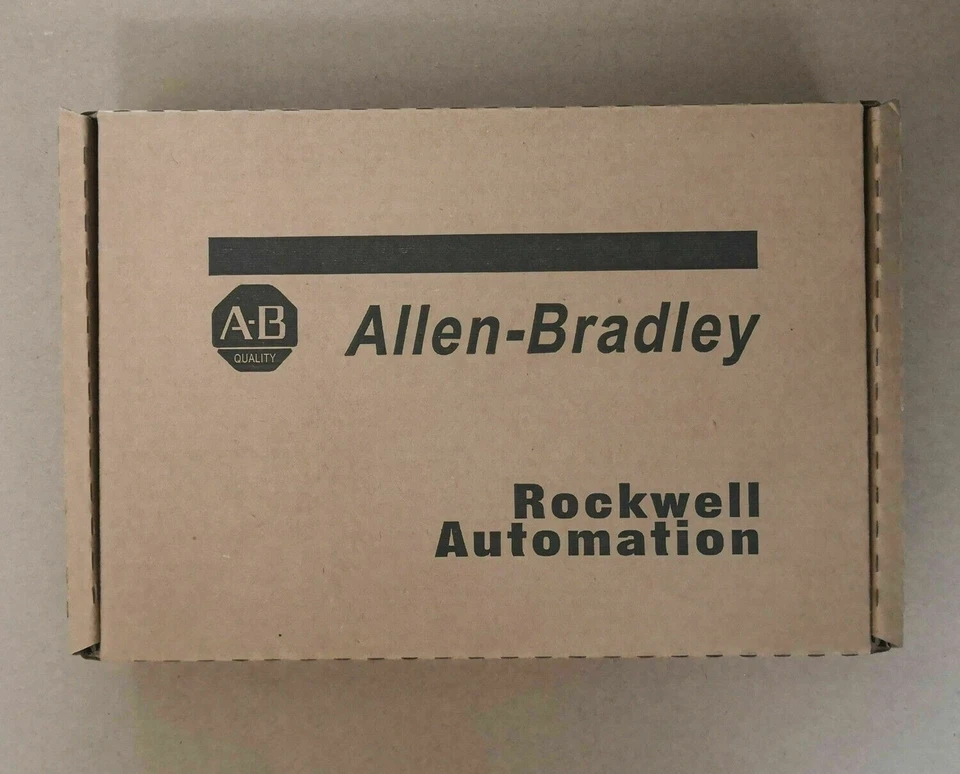 A-B
QUALITY
Allen-Bradley
Rockwell
Automation